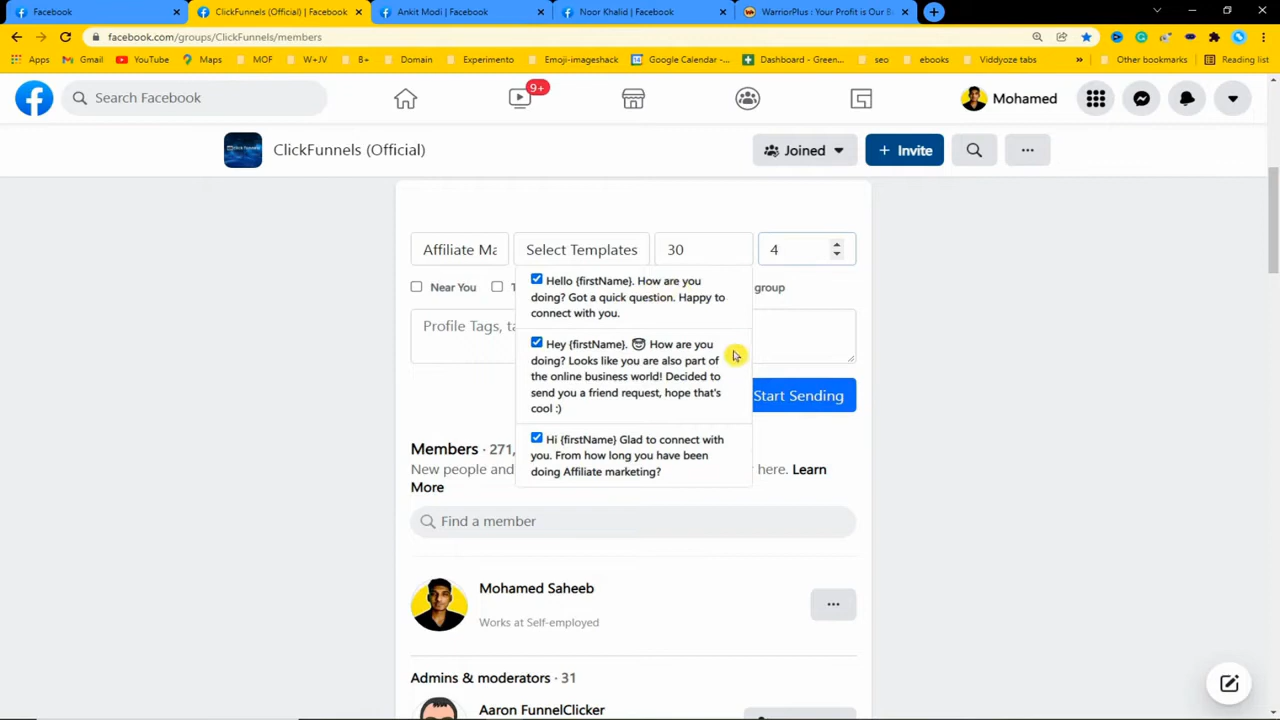 Facebook
ClickFunnels (Official) | Facebook
Ankit Modi | Facebook
Noor Khalid | Facebook
WarriorPlus : Your Profit is Our B
facebook.com/groups/ClickFunnels/members
Apps
Gmail
YouTube
Maps
MOF
W+JV
B+
Domain
Experimento
Emoji-imageshack
Google Calendar -...
Dashboard - Green...
seo
ebooks
Viddyoze tabs
»
Other bookmarks
Reading list
Search Facebook
9+
Mohamed
ClickFunnels (Official)
Joined
+ Invite
Affiliate Ma
Select Templates
30
4
Near You
group
Hello {firstName}. How are you
doing? Got a quick question. Happy to
connect with you.
Profile Tags, ta
Hey {firstName}. 😇 How are you
doing? Looks like you are also part of
the online business world! Decided to
send you a friend request, hope that's
cool :)
Start Sending
Hi {firstName} Glad to connect with
you. From how long you have been
doing Affiliate marketing?
Members · 271,
New people and
here. Learn
More
Find a member
Mohamed Saheeb
Works at Self-employed
Admins & moderators · 31
Aaron FunnelClicker